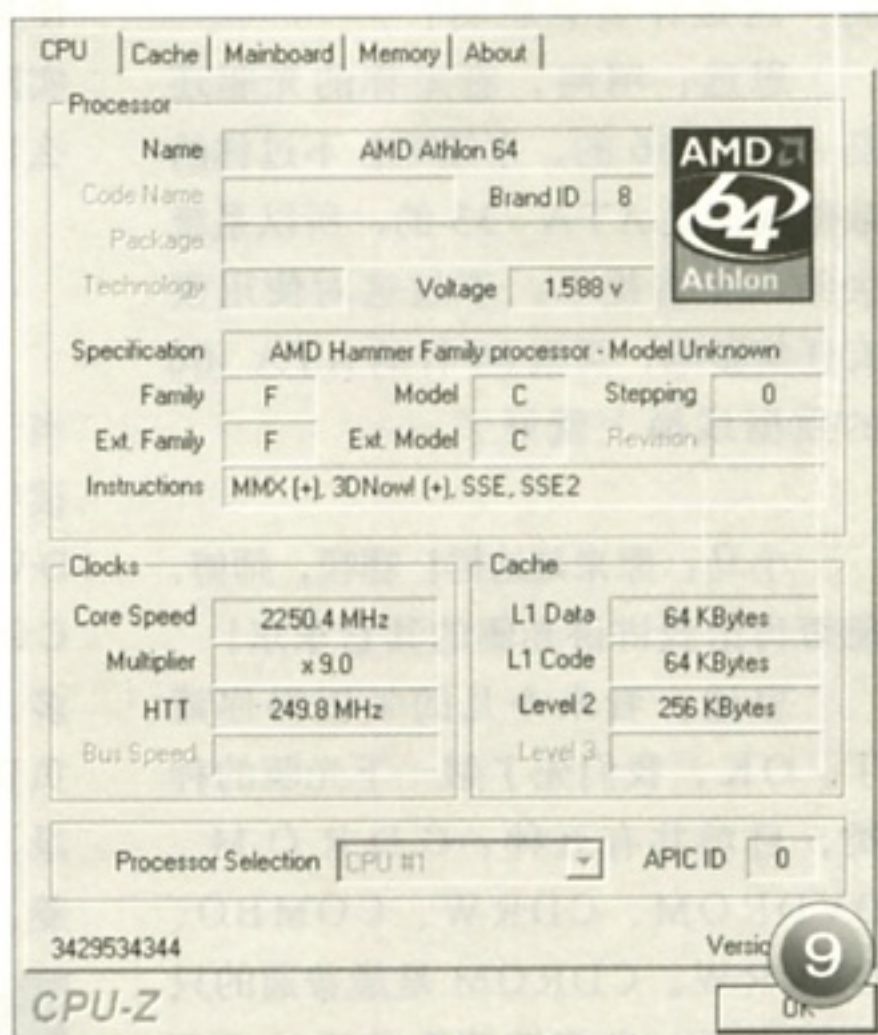 CPU Cache Mainboard Memory About
Processor
Name AMD Athlon 64
Code Name Brand ID 8
Package
Technology Voltage 1.588 v
AMD
64
Athlon
Specification AMD Hammer Family processor - Model Unknown
Family F Model C Stepping 0
Ext. Family F Ext. Model C Revision
Instructions MMX (+), 3DNow! (+), SSE, SSE2
Clocks
Core Speed 2250.4 MHz
Multiplier x 9.0
HTT 249.8 MHz
Bus Speed
Cache
L1 Data 64 KBytes
L1 Code 64 KBytes
Level 2 256 KBytes
Level 3
Processor Selection CPU #1 APIC ID 0
3429534344 Versio
9
CPU-Z OK